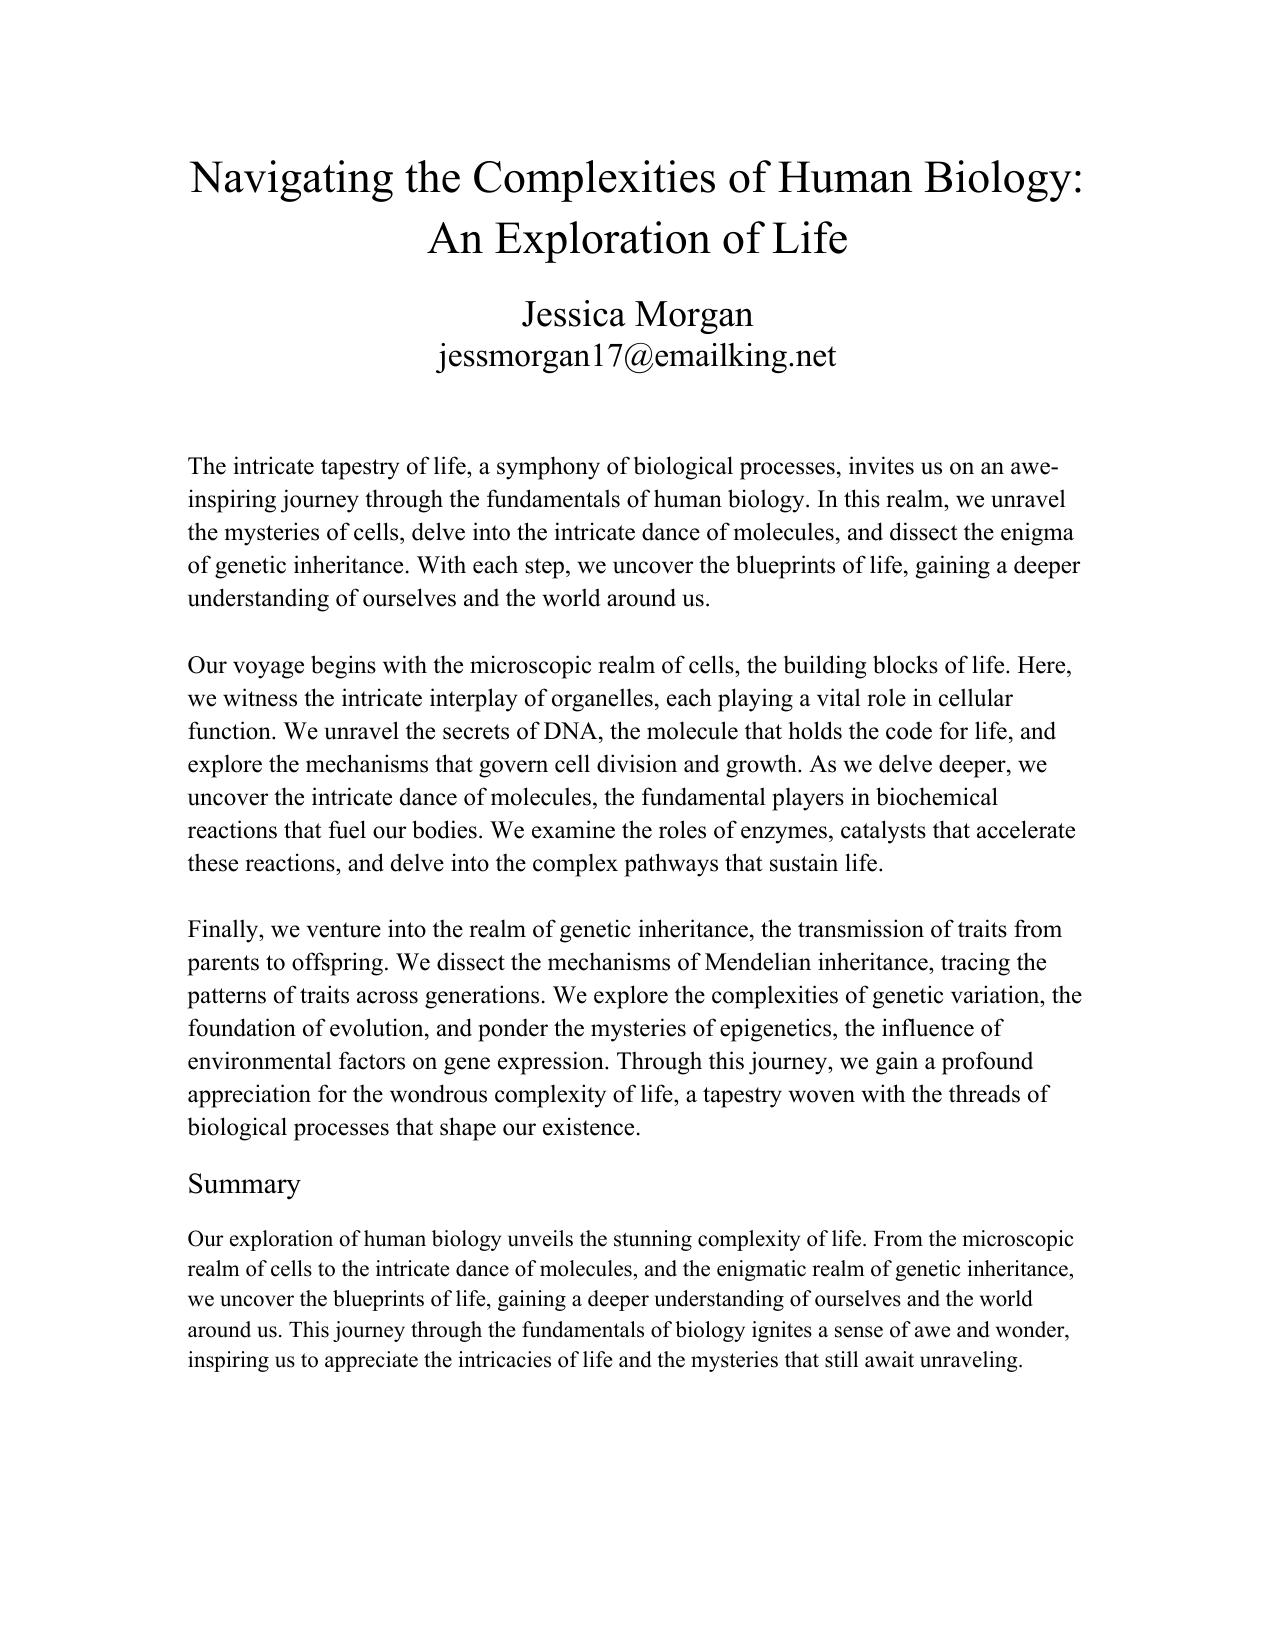 Navigating the Complexities of Human Biology:
An Exploration of Life
Jessica Morgan
jessmorgan17@emailking.net
The intricate tapestry of life, a symphony of biological processes, invites us on an awe-
inspiring journey through the fundamentals of human biology. In this realm, we unravel
the mysteries of cells, delve into the intricate dance of molecules, and dissect the enigma
of genetic inheritance. With each step, we uncover the blueprints of life, gaining a deeper
understanding of ourselves and the world around us.
Our voyage begins with the microscopic realm of cells, the building blocks of life. Here,
we witness the intricate interplay of organelles, each playing a vital role in cellular
function. We unravel the secrets of DNA, the molecule that holds the code for life, and
explore the mechanisms that govern cell division and growth. As we delve deeper, we
uncover the intricate dance of molecules, the fundamental players in biochemical
reactions that fuel our bodies. We examine the roles of enzymes, catalysts that accelerate
these reactions, and delve into the complex pathways that sustain life.
Finally, we venture into the realm of genetic inheritance, the transmission of traits from
parents to offspring. We dissect the mechanisms of Mendelian inheritance, tracing the
patterns of traits across generations. We explore the complexities of genetic variation, the
foundation of evolution, and ponder the mysteries of epigenetics, the influence of
environmental factors on gene expression. Through this journey, we gain a profound
appreciation for the wondrous complexity of life, a tapestry woven with the threads of
biological processes that shape our existence.
Summary
Our exploration of human biology unveils the stunning complexity of life. From the microscopic
realm of cells to the intricate dance of molecules, and the enigmatic realm of genetic inheritance,
we uncover the blueprints of life, gaining a deeper understanding of ourselves and the world
around us. This journey through the fundamentals of biology ignites a sense of awe and wonder,
inspiring us to appreciate the intricacies of life and the mysteries that still await unraveling.